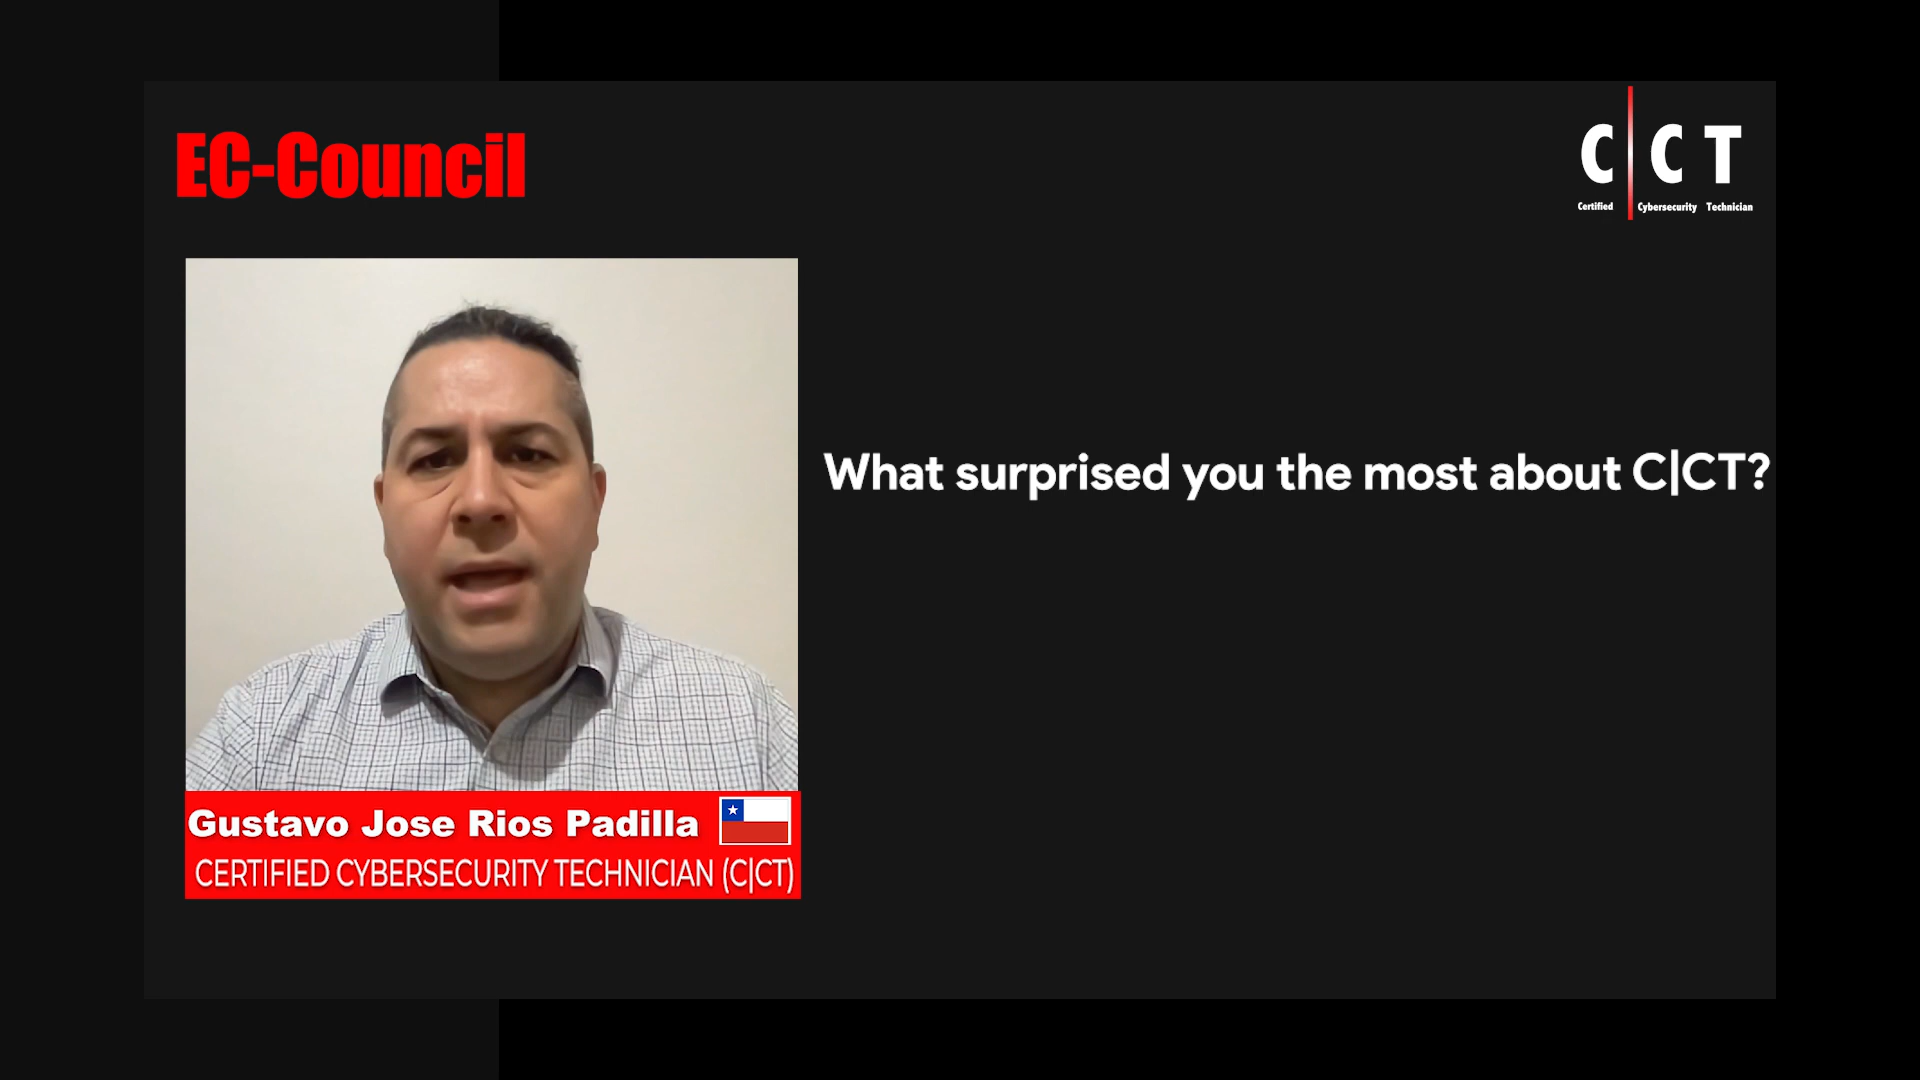 EC-Council
C|CT
Certified Cybersecurity Technician
What surprised you the most about C|CT?
Gustavo Jose Rios Padilla
CERTIFIED CYBERSECURITY TECHNICIAN (C|CT)